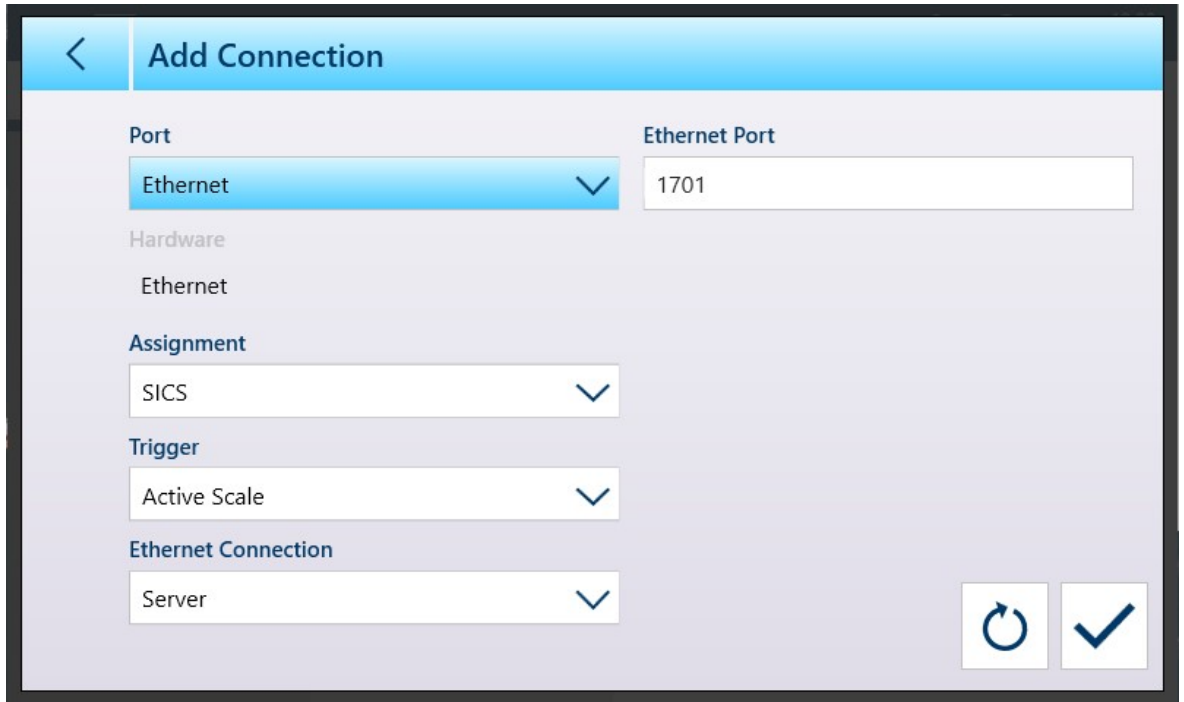 Add Connection
Port
Ethernet
Ethernet Port
1701
Hardware
Ethernet
Assignment
SICS
Trigger
Active Scale
Ethernet Connection
Server